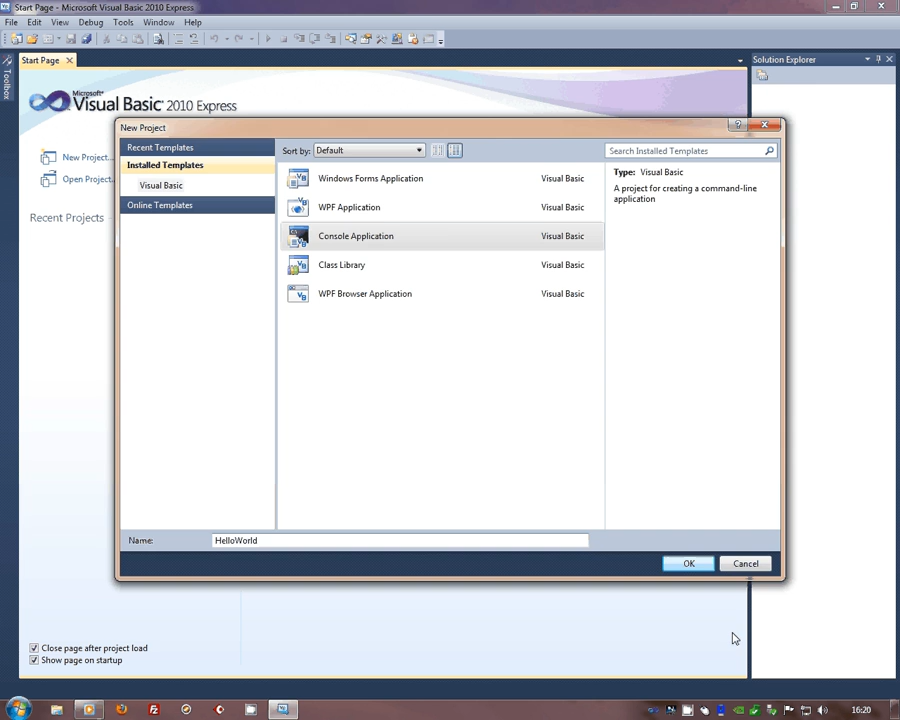 Start Page - Microsoft Visual Basic 2010 Express
File Edit View Debug Tools Window Help
Start Page
Solution Explorer
Toolbox
Microsoft®
Visual Basic® 2010 Express
New Project
Recent Templates
Sort by: Default
Search Installed Templates
Installed Templates
Visual Basic
Online Templates
Windows Forms Application Visual Basic
WPF Application Visual Basic
Console Application Visual Basic
Class Library Visual Basic
WPF Browser Application Visual Basic
Type: Visual Basic
A project for creating a command-line
application
New Project...
Open Project...
Recent Projects
Name: HelloWorld
OK Cancel
Close page after project load
Show page on startup
16:20